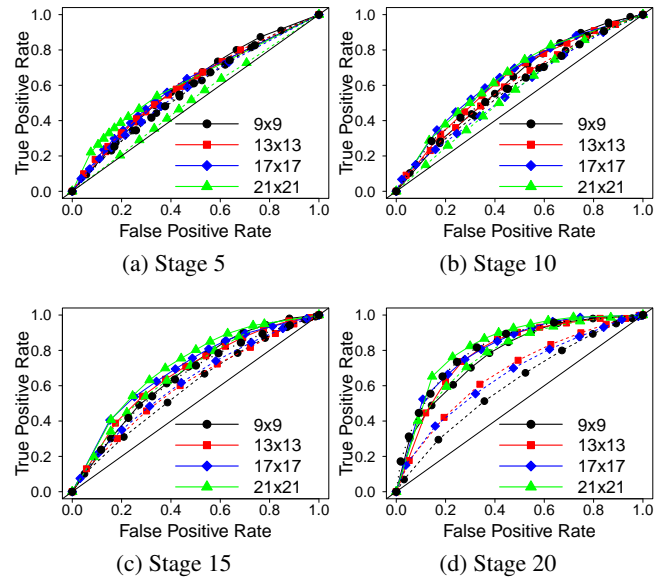 True Positive Rate
1.0
0.8
0.6
0.4
0.2
0.0
9x9
13x13
17x17
21x21
0.0 0.2 0.4 0.6 0.8 1.0
False Positive Rate
(a) Stage 5
True Positive Rate
1.0
0.8
0.6
0.4
0.2
0.0
9x9
13x13
17x17
21x21
0.0 0.2 0.4 0.6 0.8 1.0
False Positive Rate
(b) Stage 10
True Positive Rate
1.0
0.8
0.6
0.4
0.2
0.0
9x9
13x13
17x17
21x21
0.0 0.2 0.4 0.6 0.8 1.0
False Positive Rate
(c) Stage 15
True Positive Rate
1.0
0.8
0.6
0.4
0.2
0.0
9x9
13x13
17x17
21x21
0.0 0.2 0.4 0.6 0.8 1.0
False Positive Rate
(d) Stage 20